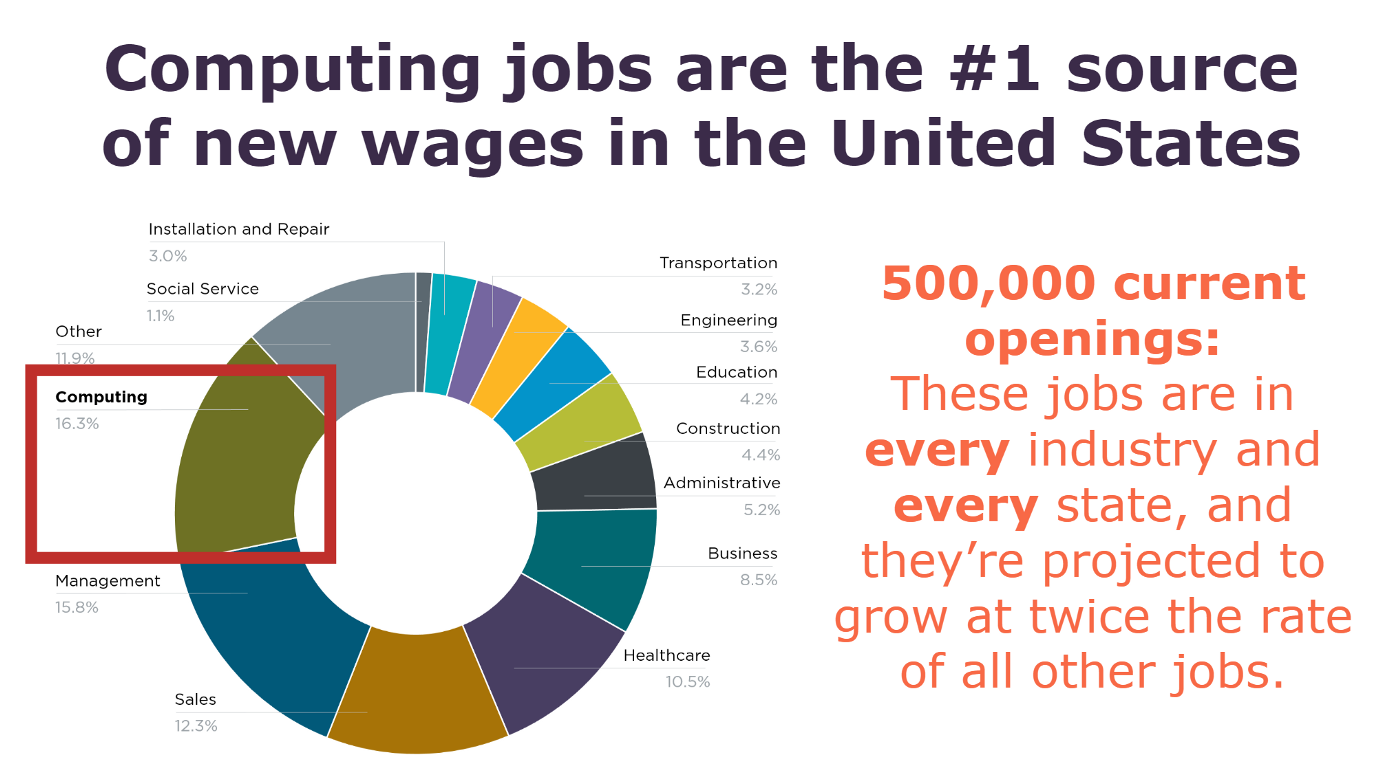 Computing jobs are the #1 source
of new wages in the United States
Installation and Repair
3.0%
Social Service
1.1%
Other
11.9%
Computing
16.3%
Management
15.8%
Sales
12.3%
Transportation
3.2%
Engineering
3.6%
Education
4.2%
Construction
4.4%
Administrative
5.2%
Business
8.5%
Healthcare
10.5%
500,000 current
openings:
These jobs are in
every industry and
every state, and
they’re projected to
grow at twice the rate
of all other jobs.